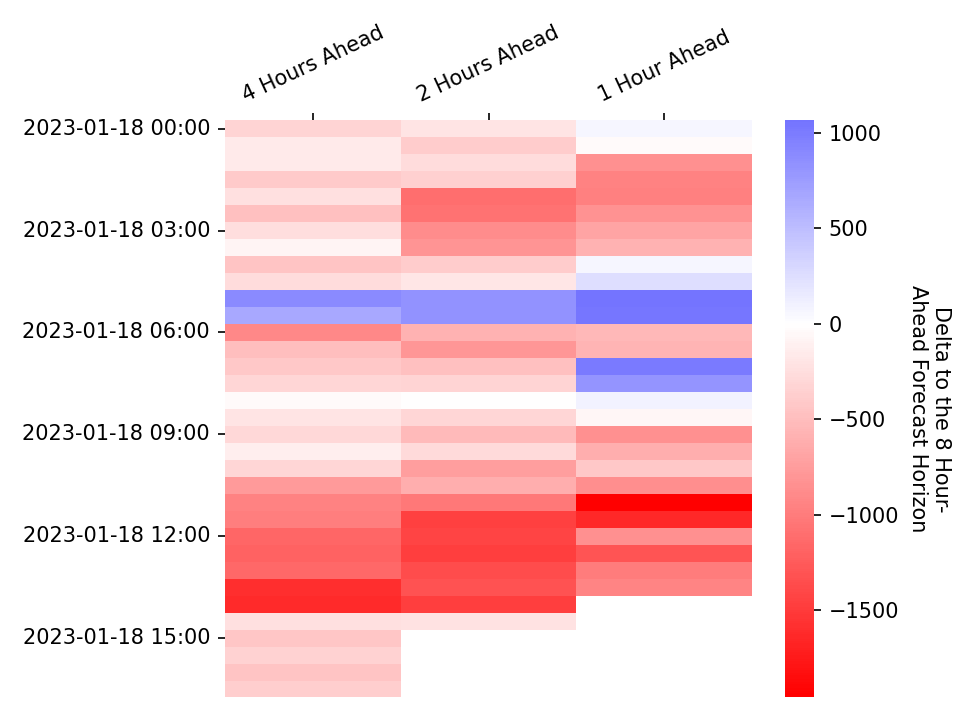 4 Hours Ahead
2 Hours Ahead
1 Hour Ahead
2023-01-18 00:00
2023-01-18 03:00
2023-01-18 06:00
2023-01-18 09:00
2023-01-18 12:00
2023-01-18 15:00
1000
500
0
−500
−1000
−1500
Delta to the 8 Hour-
Ahead Forecast Horizon